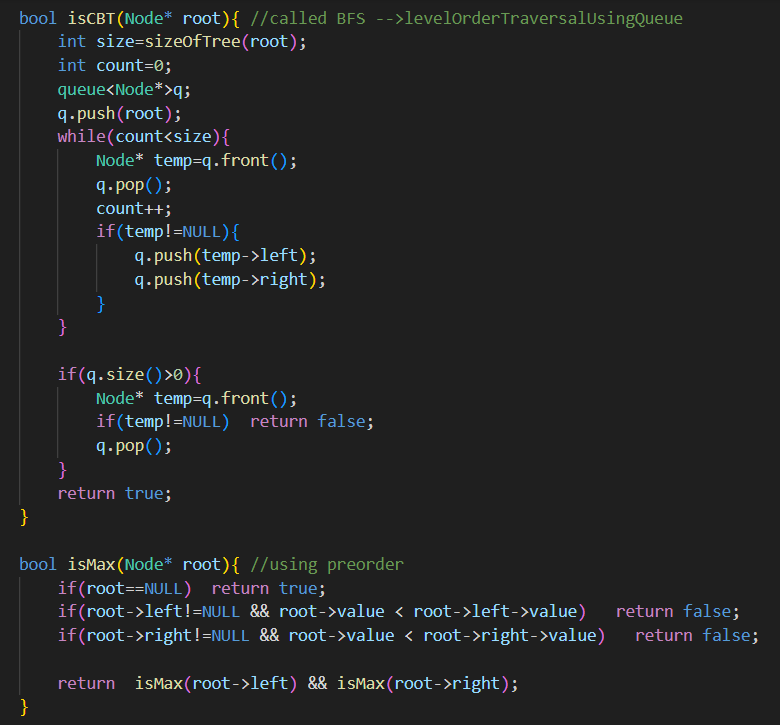 bool isCBT(Node* root){ //called BFS -->levelOrderTraversalUsingQueue
    int size=sizeOfTree(root);
    int count=0;
    queue<Node*>q;
    q.push(root);
    while(count<size){
        Node* temp=q.front();
        q.pop();
        count++;
        if(temp!=NULL){
            q.push(temp->left);
            q.push(temp->right);
        }
    }

    if(q.size()>0){
        Node* temp=q.front();
        if(temp!=NULL)  return false;
        q.pop();
    }
    return true;
}

bool isMax(Node* root){ //using preorder
    if(root==NULL)  return true;
    if(root->left!=NULL && root->value < root->left->value)   return false;
    if(root->right!=NULL && root->value < root->right->value)   return false;

    return  isMax(root->left) && isMax(root->right);
}